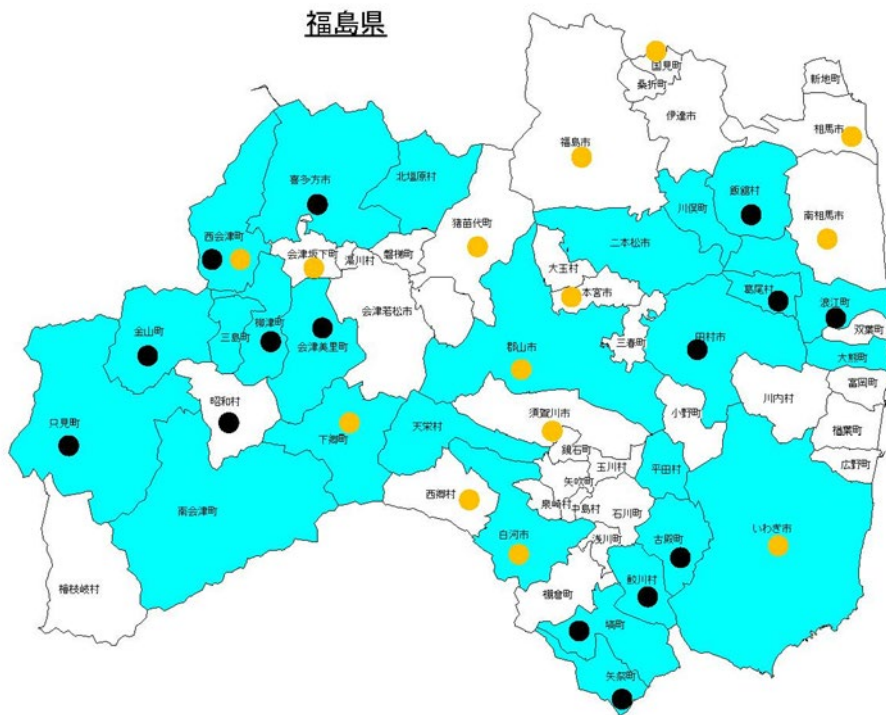 福島県
国見町
桑折町
新地町
伊達市
相馬市
福島市
喜多方市
北塩原村
飯舘村
川俣町
南相馬市
猪苗代町
二本松市
西会津町
会津坂下町
湯川村
磐梯町
大玉村
本宮市
葛尾村
浪江町
会津若松市
双葉町
金山町
三島町
柳津町
会津美里町
郡山市
三春町
田村市
大熊町
富岡町
川内村
昭和村
只見町
下郷町
天栄村
須賀川市
小野町
楢葉町
鏡石町
玉川村
平田村
広野町
矢吹町
西郷村
泉崎村
中島村
石川町
南会津町
白河市
浅川町
古殿町
いわき市
檜枝岐村
棚倉町
鮫川村
塙町
矢祭町